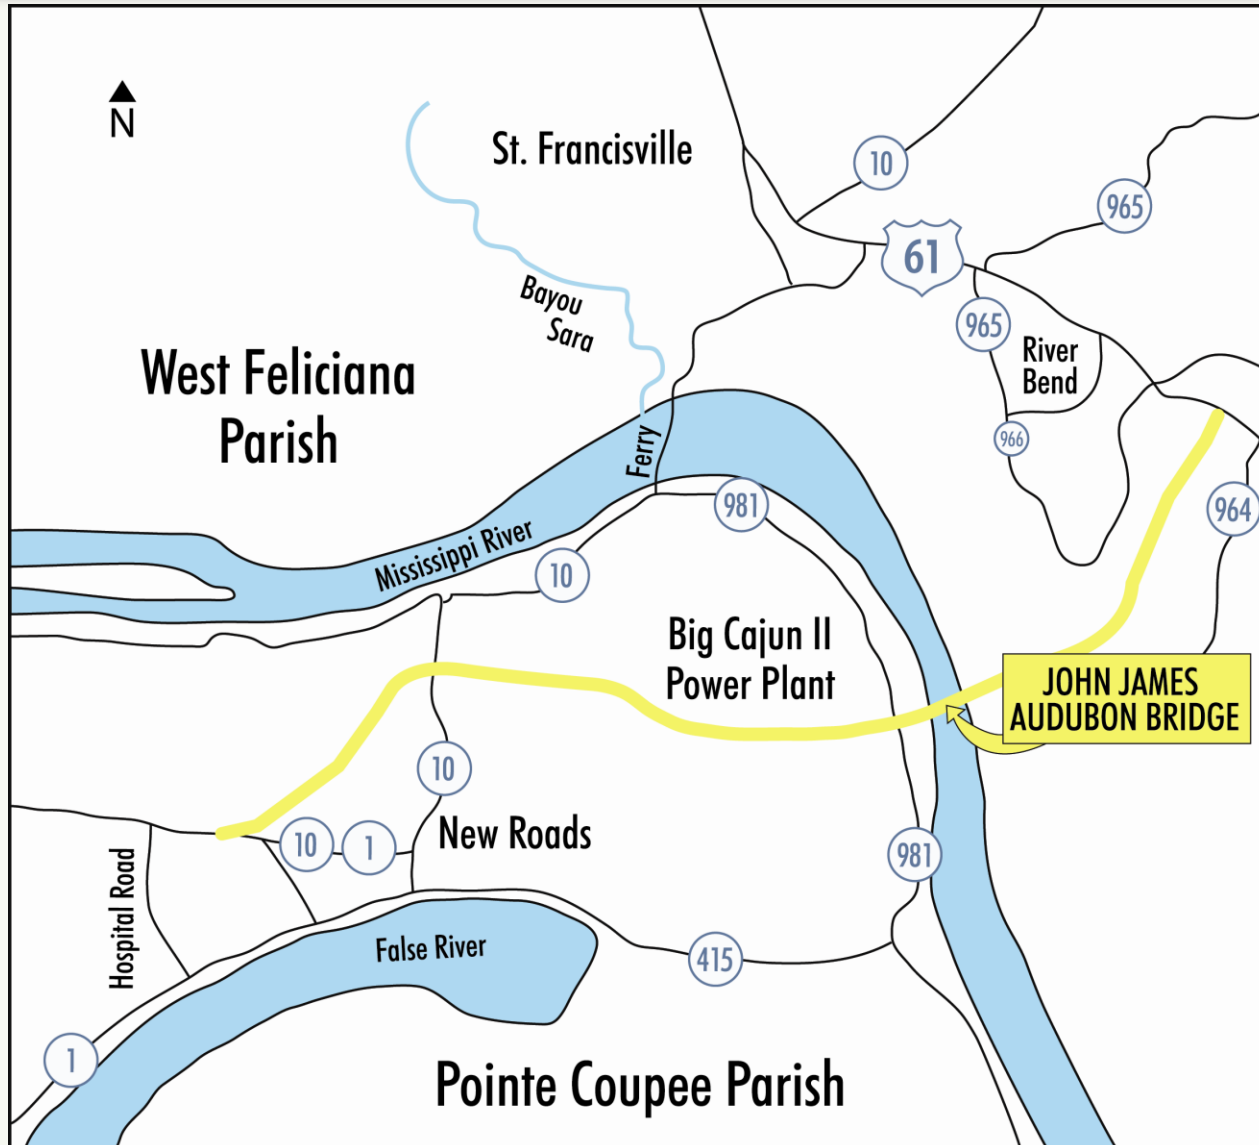 N
St. Francisville
10
965
61
Bayou
Sara
965
River
Bend
West Feliciana
Parish
966
Ferry
981
964
Mississippi River
10
Big Cajun II
Power Plant
JOHN JAMES
AUDUBON BRIDGE
10
New Roads
10
1
981
Hospital Road
False River
415
1
Pointe Coupee Parish